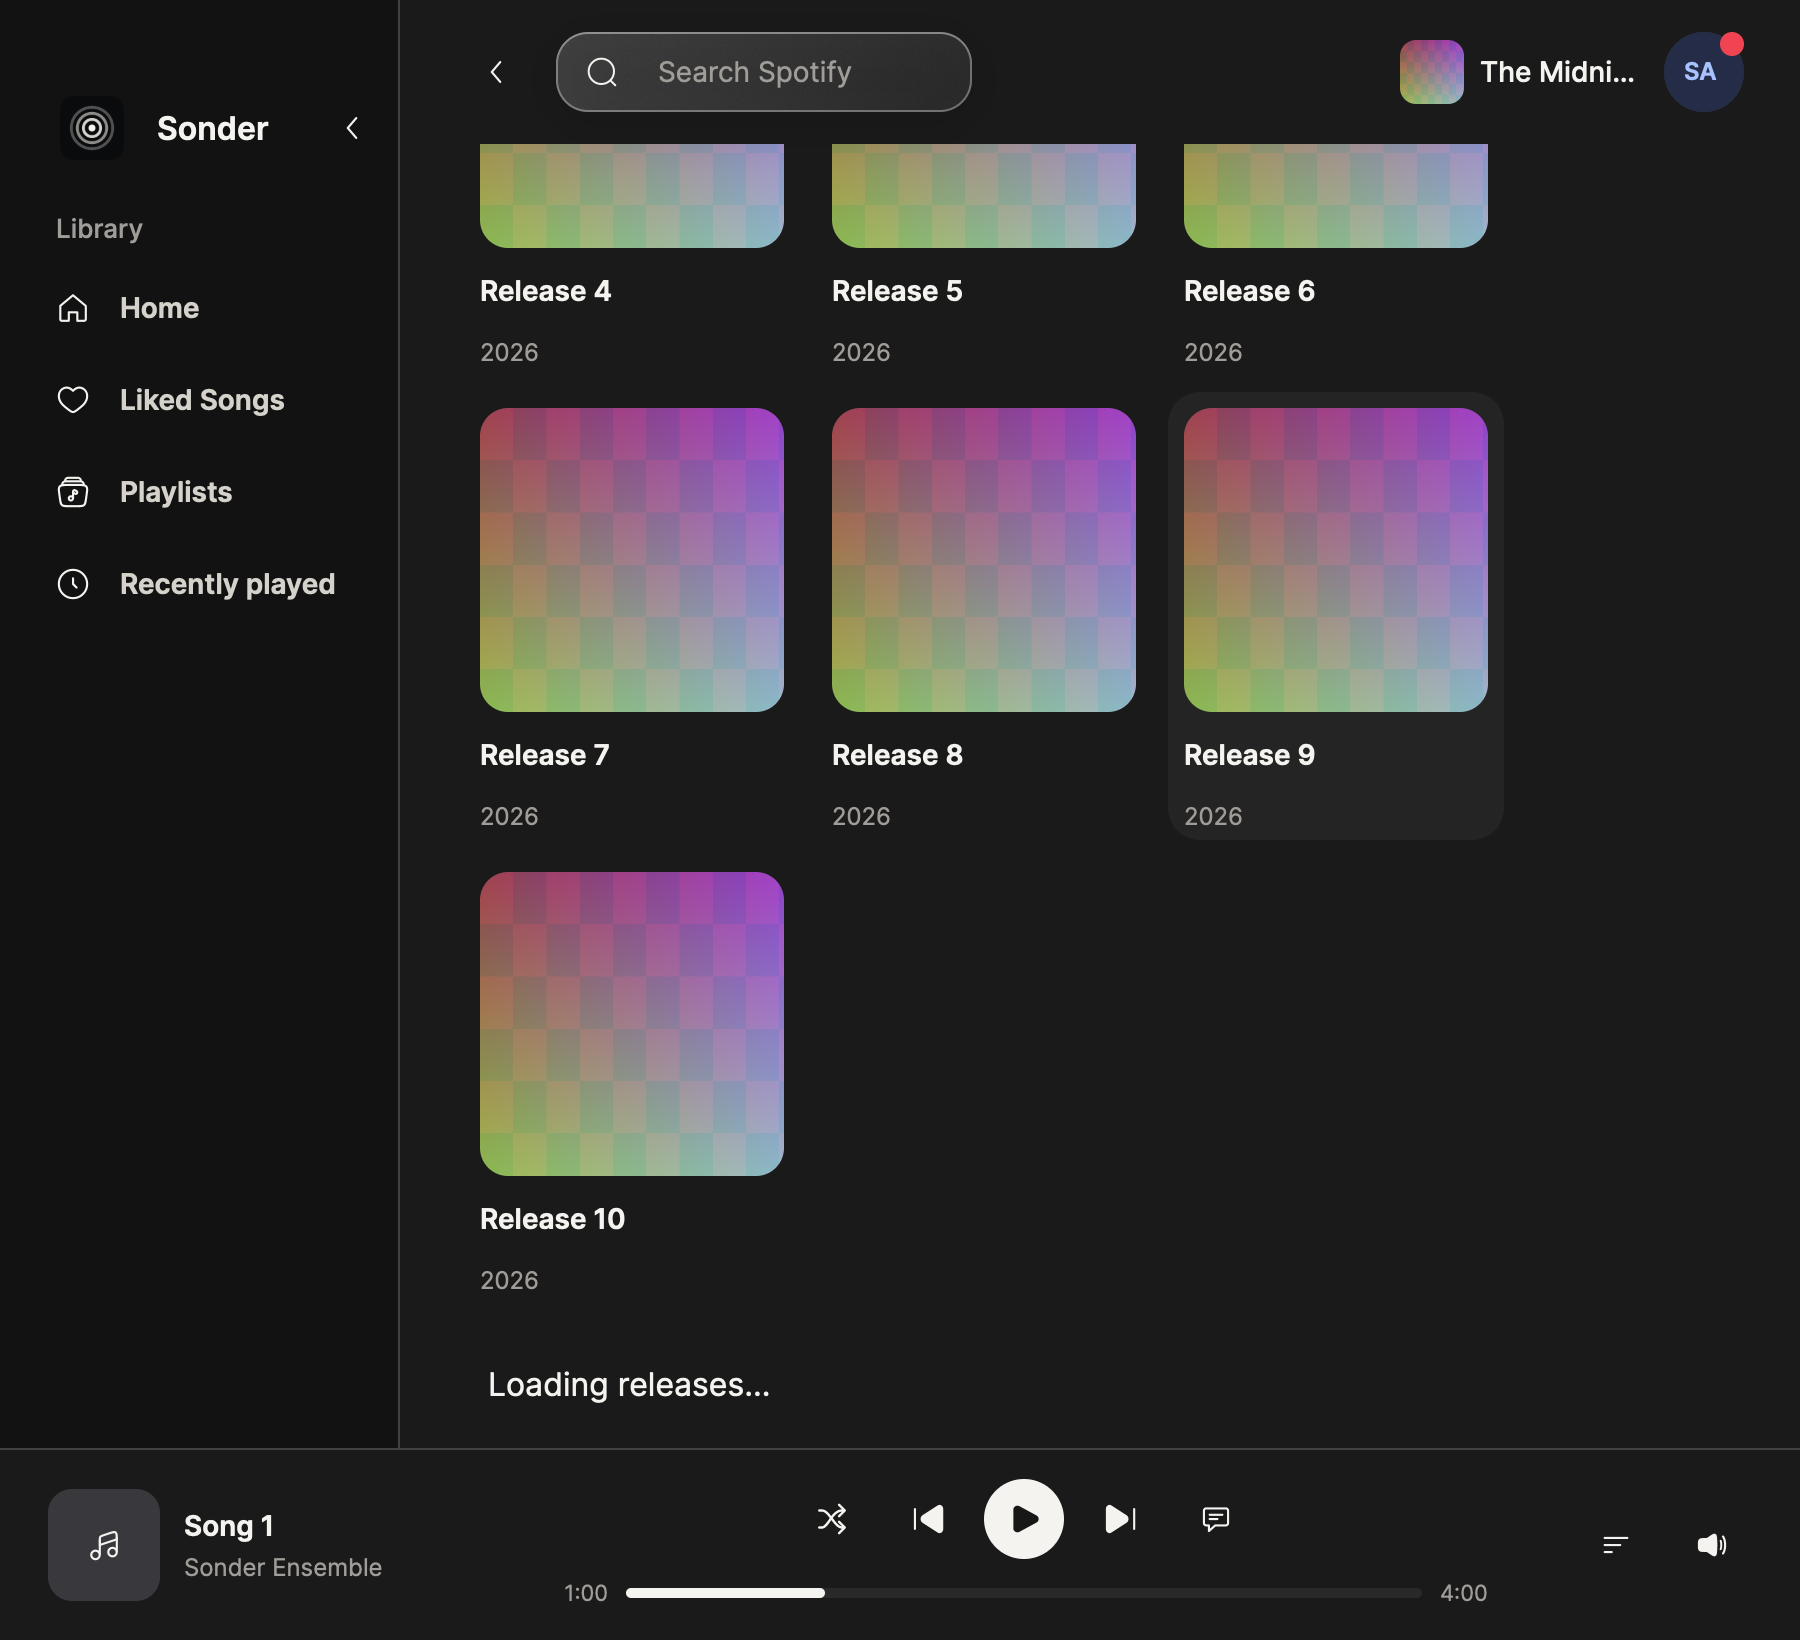 Search Spotify
The Midni...
SA
Sonder
Library
Home
Liked Songs
Playlists
Recently played
Release 4
2026
Release 5
2026
Release 6
2026
Release 7
2026
Release 8
2026
Release 9
2026
Release 10
2026
Loading releases...
Song 1
Sonder Ensemble
1:00
4:00